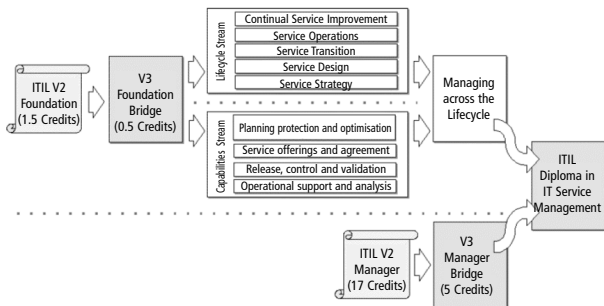 ITIL V2
Foundation
(1.5 Credits)
V3
Foundation
Bridge
(0.5 Credits)
Lifecycle Stream
Continual Service Improvement
Service Operations
Service Transition
Service Design
Service Strategy
Capabilities Stream
Planning protection and optimisation
Service offerings and agreement
Release, control and validation
Operational support and analysis
Managing
across the
Lifecycle
ITIL
Diploma in
IT Service
Management
ITIL V2
Manager
(17 Credits)
V3
Manager
Bridge
(5 Credits)